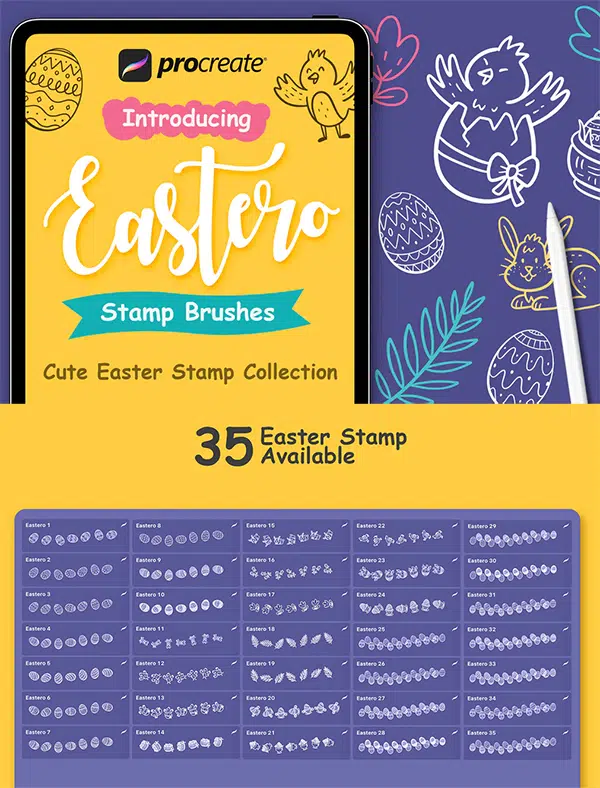 procreate®
Introducing
Eastero
Stamp Brushes
Cute Easter Stamp Collection
35 Easter Stamp
Available
Eastero 1
Eastero 8
Eastero 15
Eastero 22
Eastero 29
Eastero 2
Eastero 9
Eastero 16
Eastero 23
Eastero 30
Eastero 3
Eastero 10
Eastero 17
Eastero 24
Eastero 31
Eastero 4
Eastero 11
Eastero 18
Eastero 25
Eastero 32
Eastero 5
Eastero 12
Eastero 19
Eastero 26
Eastero 33
Eastero 6
Eastero 13
Eastero 20
Eastero 27
Eastero 34
Eastero 7
Eastero 14
Eastero 21
Eastero 28
Eastero 35